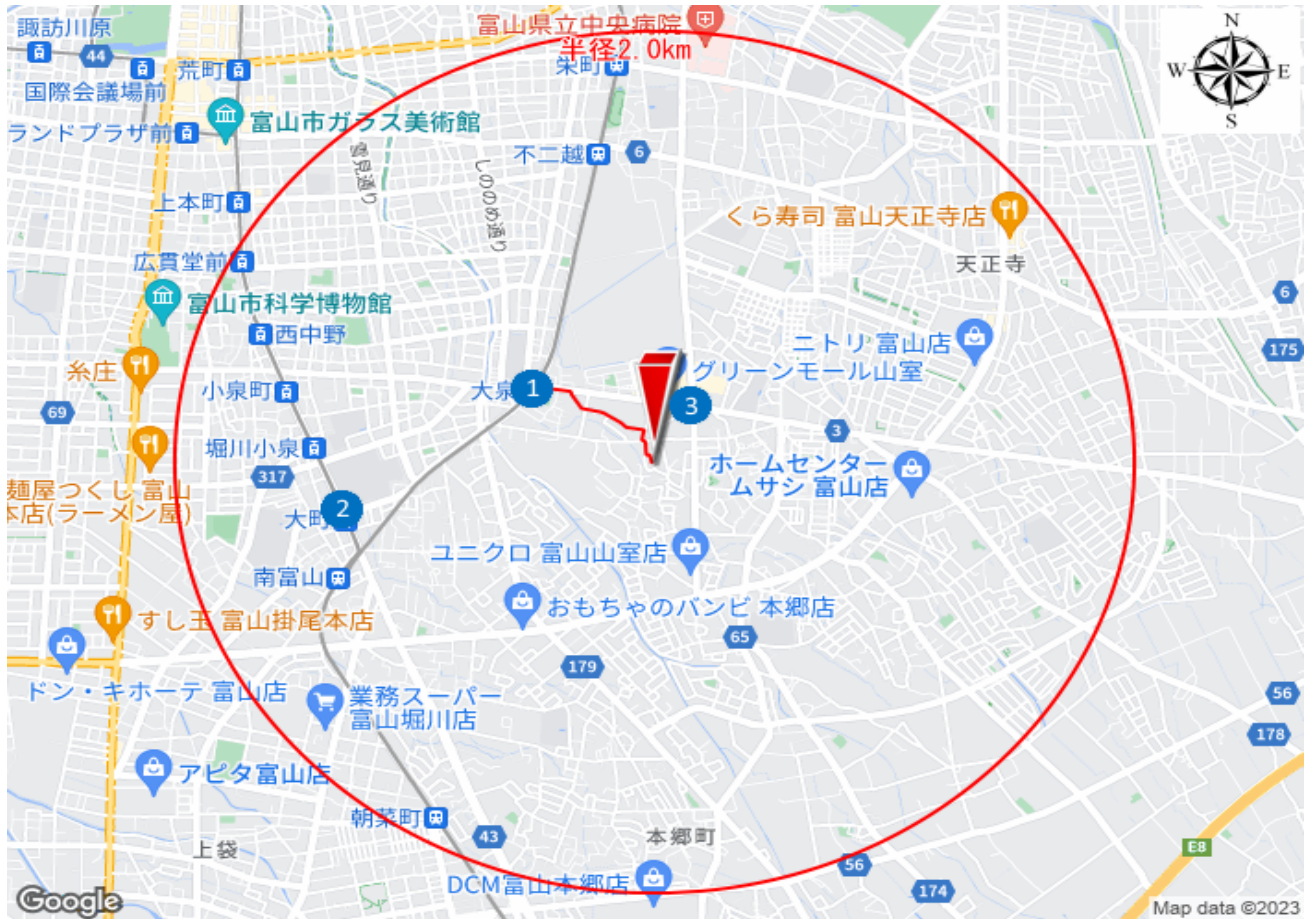 諏訪川原
44
国際会議場前
荒町
ランドプラザ前
富山市ガラス美術館
富山県立中央病院
半径2.0km
栄町
N
W
E
S
雪見通り
しののめ通り
不二越
6
上本町
くら寿司 富山天正寺店
天正寺
広貫堂前
富山市科学博物館
6
西中野
ニトリ 富山店
175
糸庄
グリーンモール山室
小泉町
大泉
1
3
69
3
堀川小泉
317
ホームセンター
ムサシ 富山店
麺屋つくし 富山
本店(ラーメン屋)
大町
2
ユニクロ 富山山室店
南富山
おもちゃのバンビ 本郷店
すし玉 富山掛尾本店
65
179
ドン・キホーテ 富山店
業務スーパー
富山堀川店
56
178
アピタ富山店
朝菜町
43
本郷町
上袋
E8
56
DCM富山本郷店
174
Google
Map data ©2023